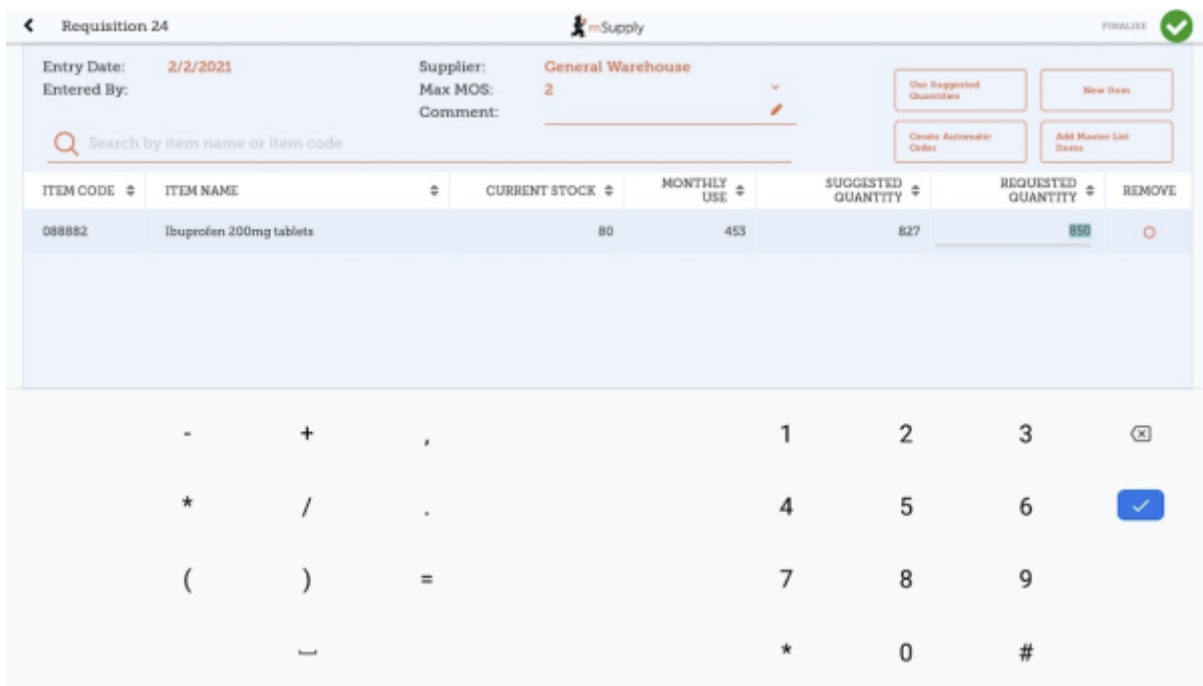 Requisition 24
mSupply
FINALISE
Entry Date: 2/2/2021
Entered By:
Supplier: General Warehouse
Max MOS: 2
Comment:
Use Suggested Quantities
New Item
Create Automatic Order
Add Master List Items
Search by item name or item code
ITEM CODE ITEM NAME CURRENT STOCK MONTHLY USE SUGGESTED QUANTITY REQUESTED QUANTITY REMOVE
088882 Ibuprofen 200mg tablets 80 453 827 850
- + , 1 2 3
* / . 4 5 6
( ) = 7 8 9
* 0 #